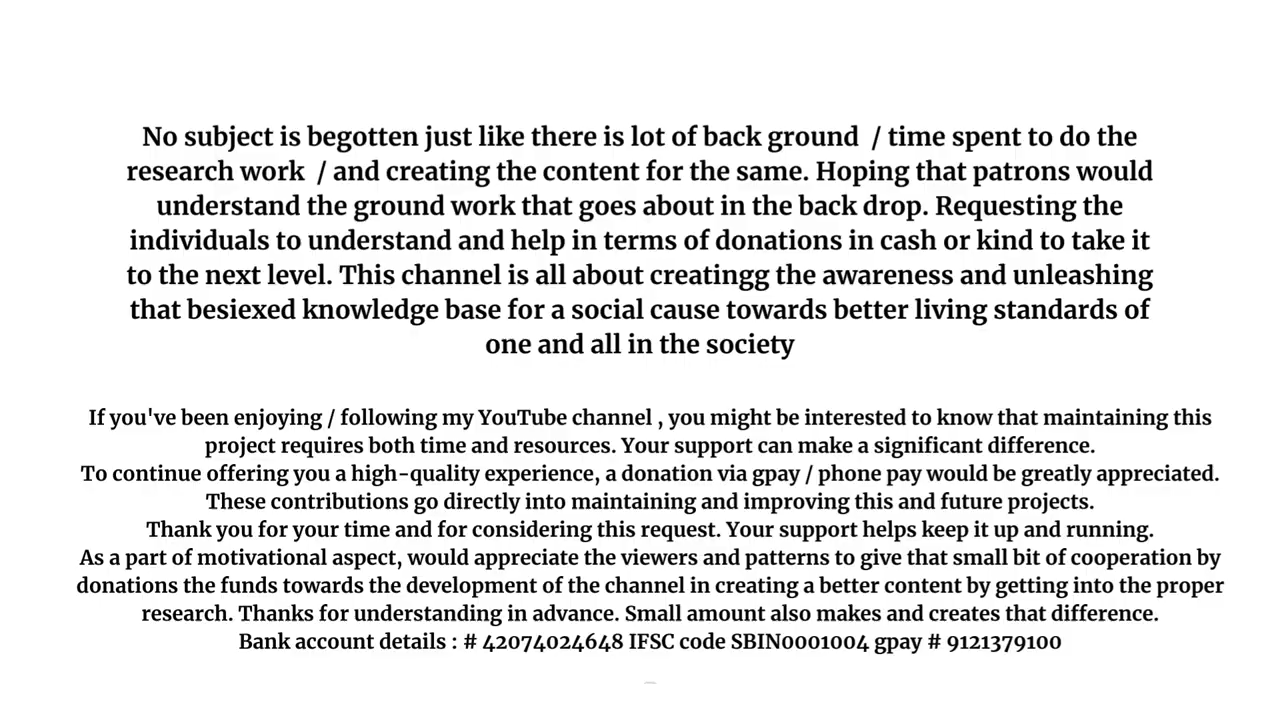 No subject is begotten just like there is lot of back ground / time spent to do the
research work / and creating the content for the same. Hoping that patrons would
understand the ground work that goes about in the back drop. Requesting the
individuals to understand and help in terms of donations in cash or kind to take it
to the next level. This channel is all about creatingg the awareness and unleashing
that besiexed knowledge base for a social cause towards better living standards of
one and all in the society
If you've been enjoying / following my YouTube channel , you might be interested to know that maintaining this
project requires both time and resources. Your support can make a significant difference.
To continue offering you a high-quality experience, a donation via gpay / phone pay would be greatly appreciated.
These contributions go directly into maintaining and improving this and future projects.
Thank you for your time and for considering this request. Your support helps keep it up and running.
As a part of motivational aspect, would appreciate the viewers and patterns to give that small bit of cooperation by
donations the funds towards the development of the channel in creating a better content by getting into the proper
research. Thanks for understanding in advance. Small amount also makes and creates that difference.
Bank account details : # 42074024648 IFSC code SBIN0001004 gpay # 9121379100